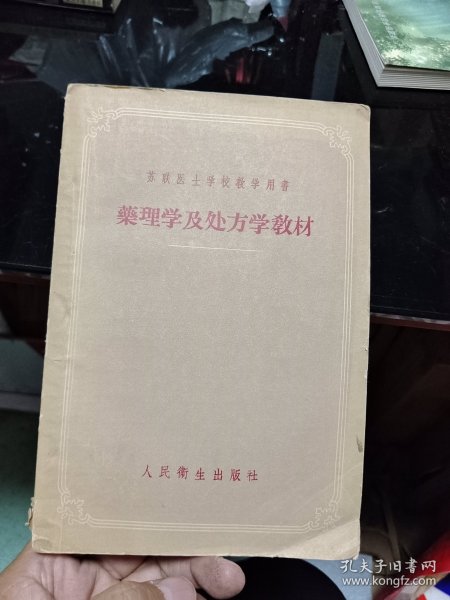 苏联医士学校教学用書
藥理学及处方学教材
人民衛生出版社
孔夫子旧书网
www.kongfz.com